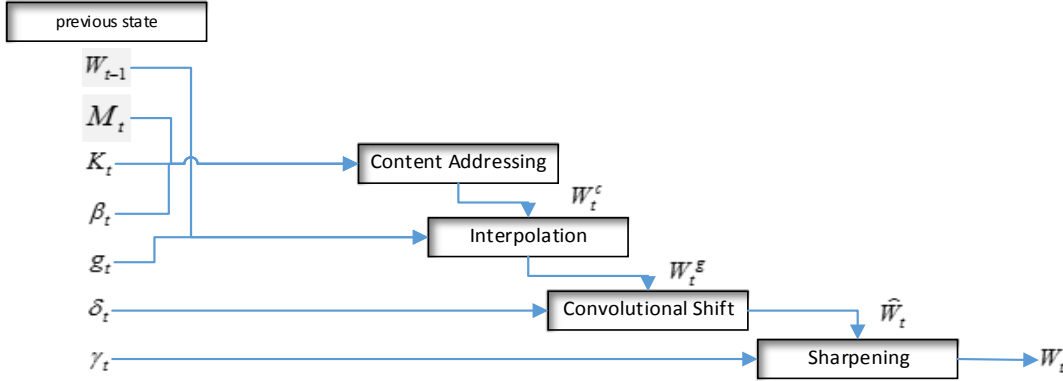 previous state
W_{t-1}
M_t
K_t
Content Addressing
β_t
W_t^c
g_t
Interpolation
W_t^g
δ_t
Convolutional Shift
Ŵ_t
γ_t
Sharpening
W_t